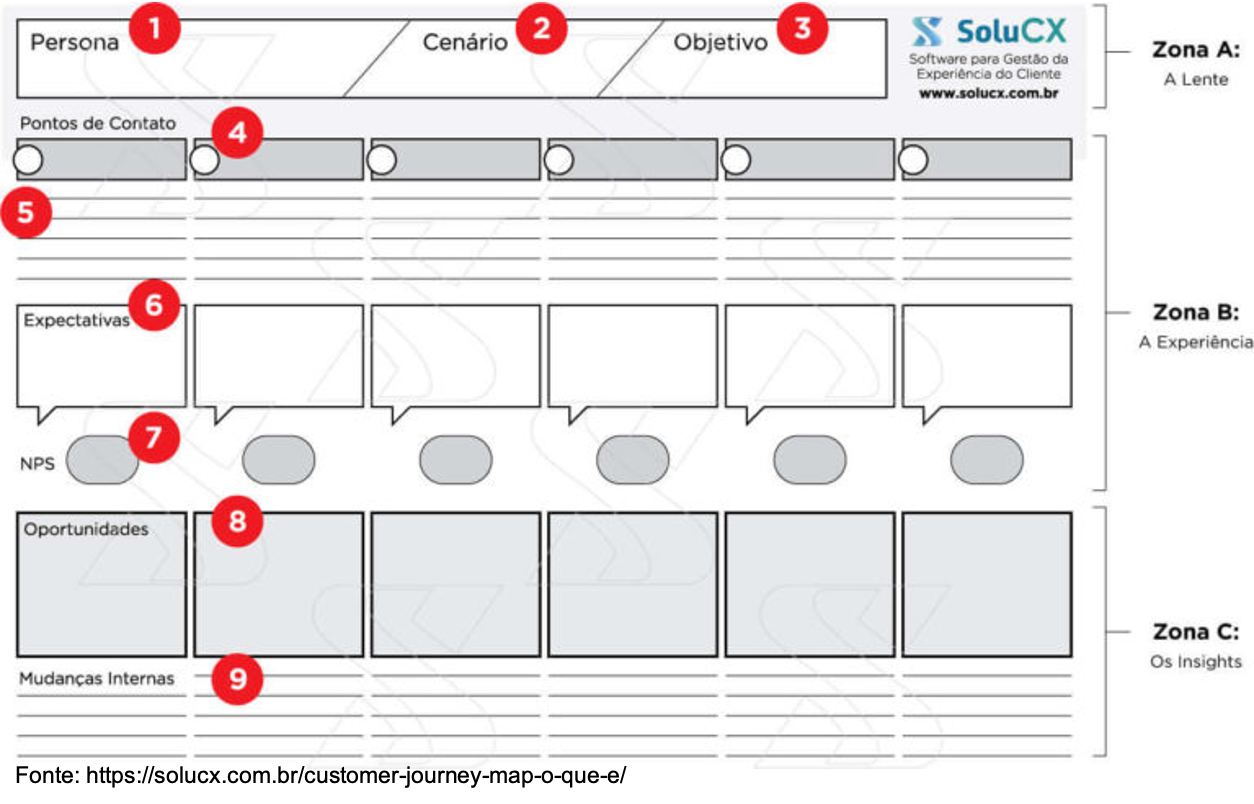 Persona 1
Cenário 2
Objetivo 3
SoluCX
Software para Gestão da
Experiência do Cliente
www.solucx.com.br
Zona A:
A Lente
Pontos de Contato
4
5
Expectativas 6
Zona B:
A Experiência
7
NPS
Oportunidades
8
Zona C:
Os Insights
Mudanças Internas
9
Fonte: https://solucx.com.br/customer-journey-map-o-que-e/